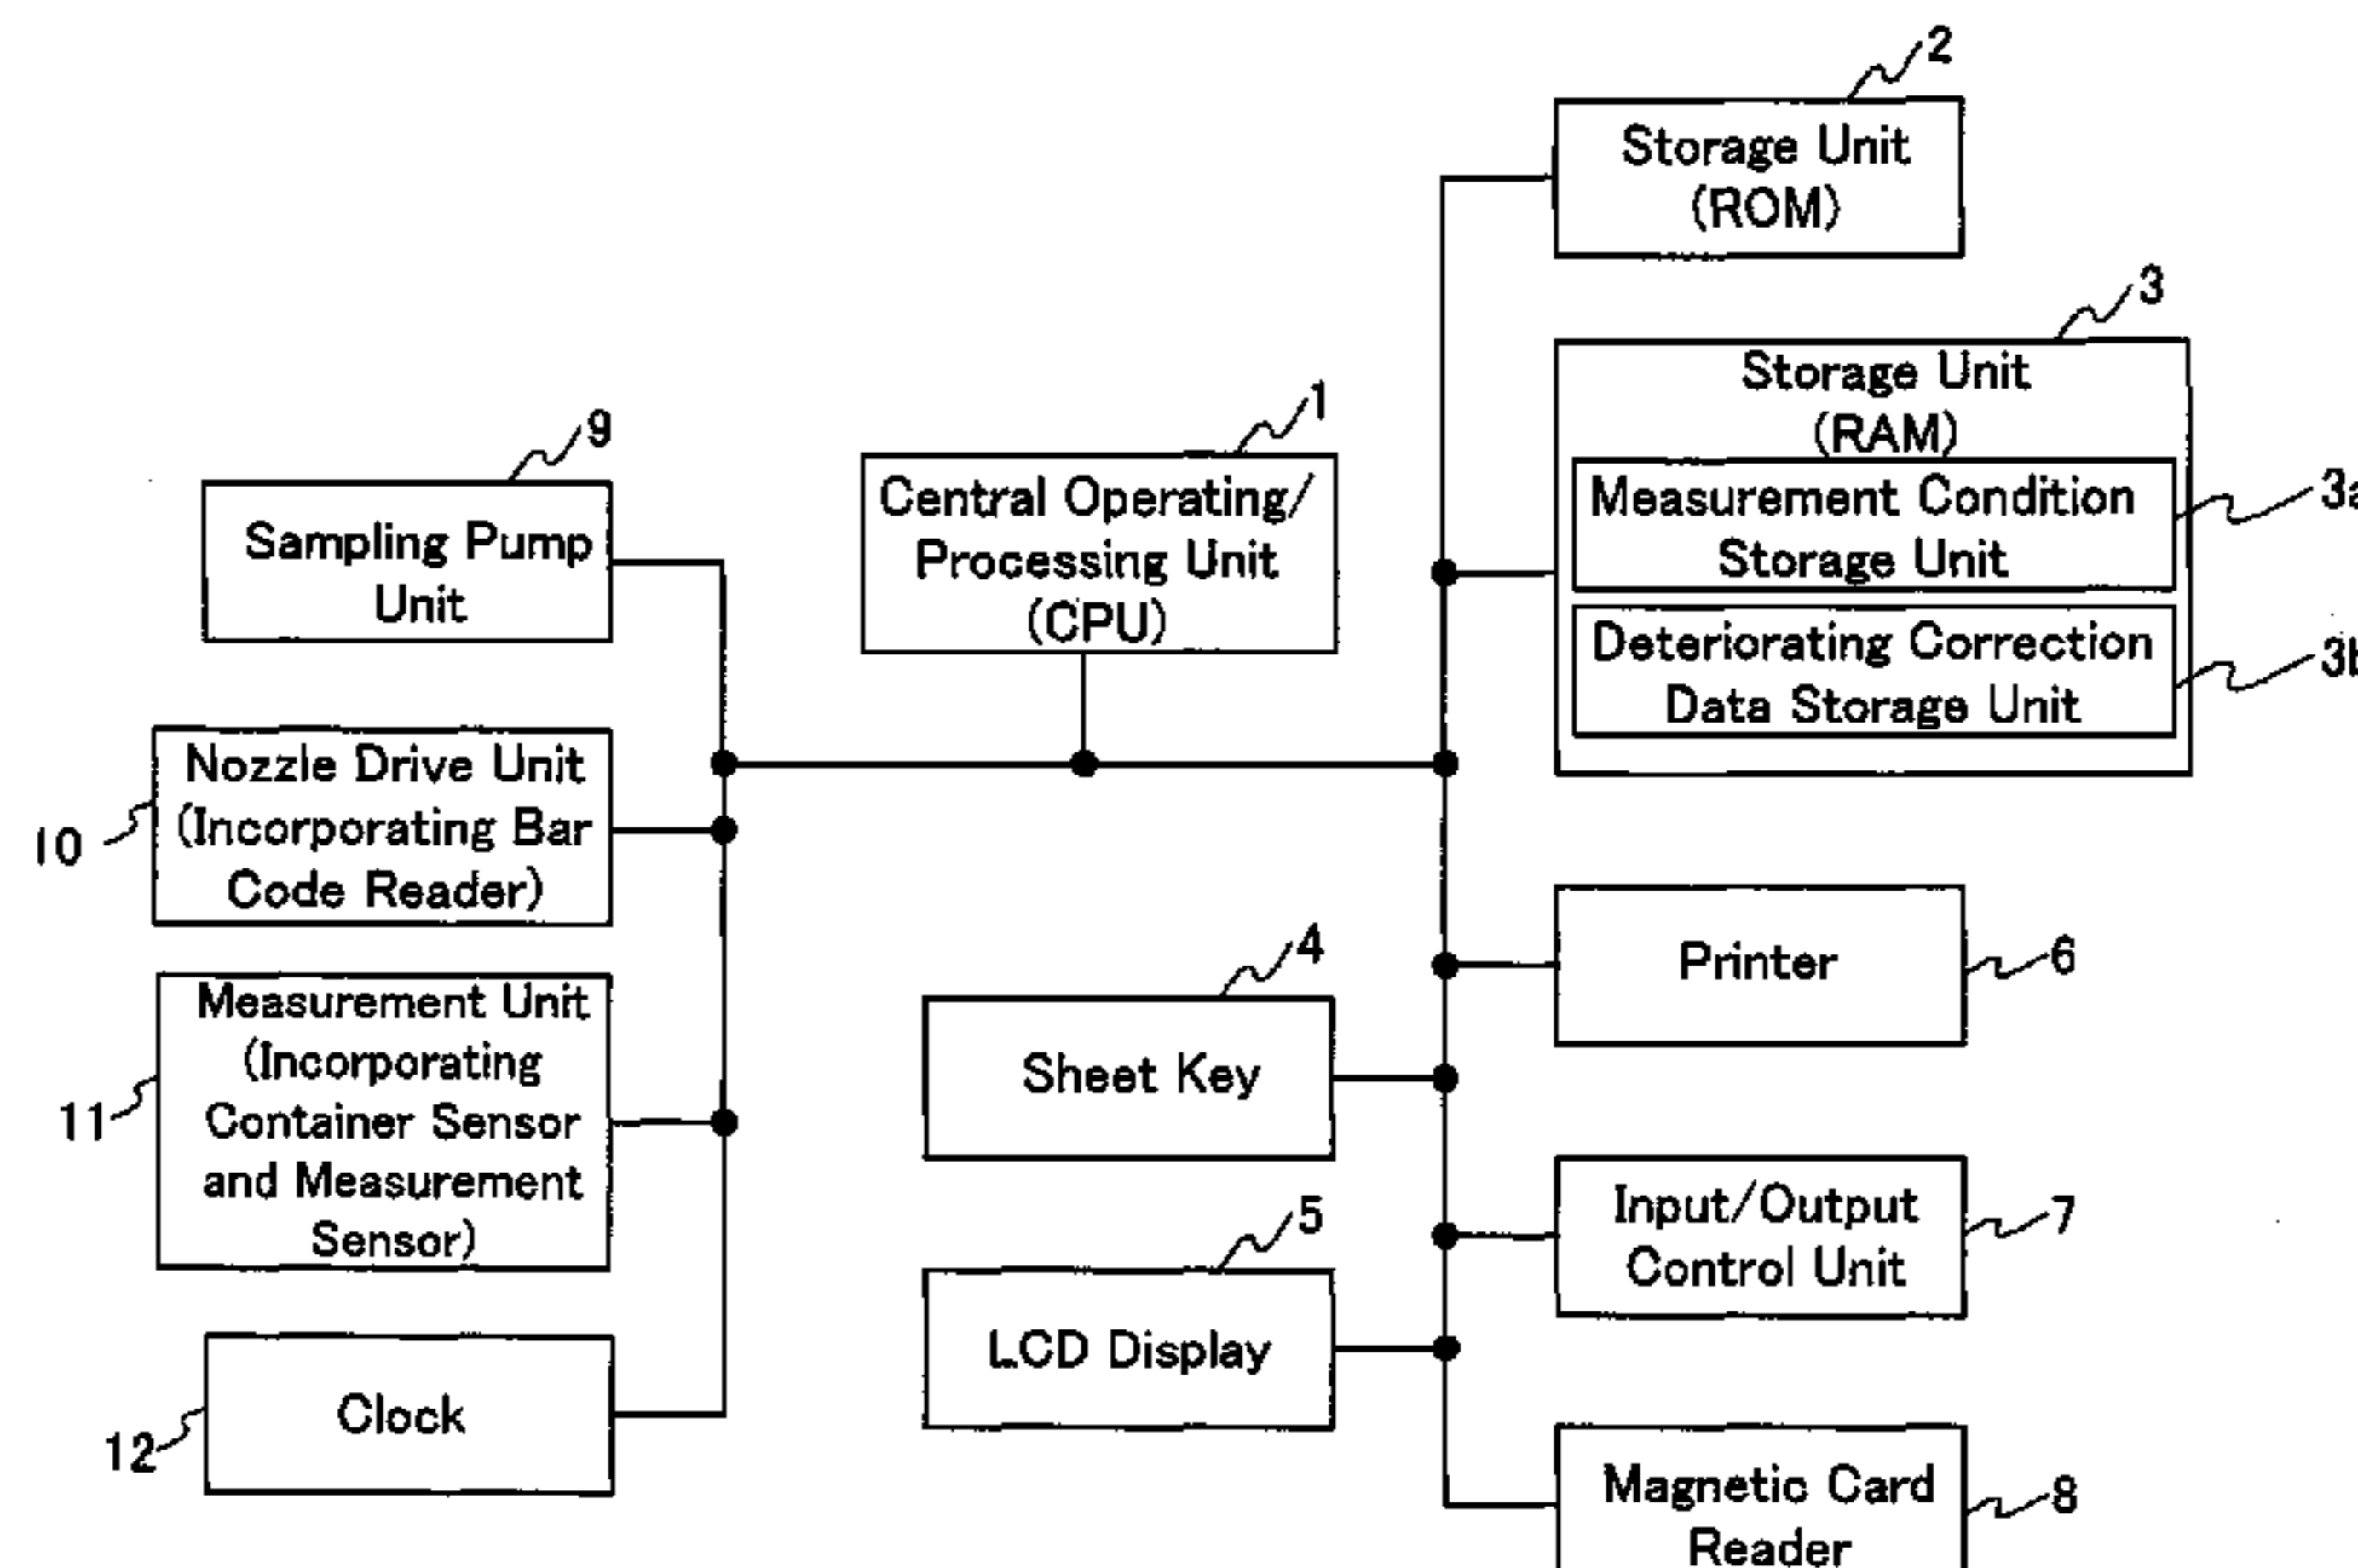 2
Storage Unit
(ROM)
3
Storage Unit
(RAM)
Measurement Condition
Storage Unit
3a
Deteriorating Correction
Data Storage Unit
3b
1
Central Operating/
Processing Unit
(CPU)
9
Sampling Pump
Unit
Nozzle Drive Unit
(Incorporating Bar
Code Reader)
10
Measurement Unit
(Incorporating
Container Sensor
and Measurement
Sensor)
11
Clock
12
4
Sheet Key
5
LCD Display
Printer
6
Input/Output
Control Unit
7
Magnetic Card
Reader
8